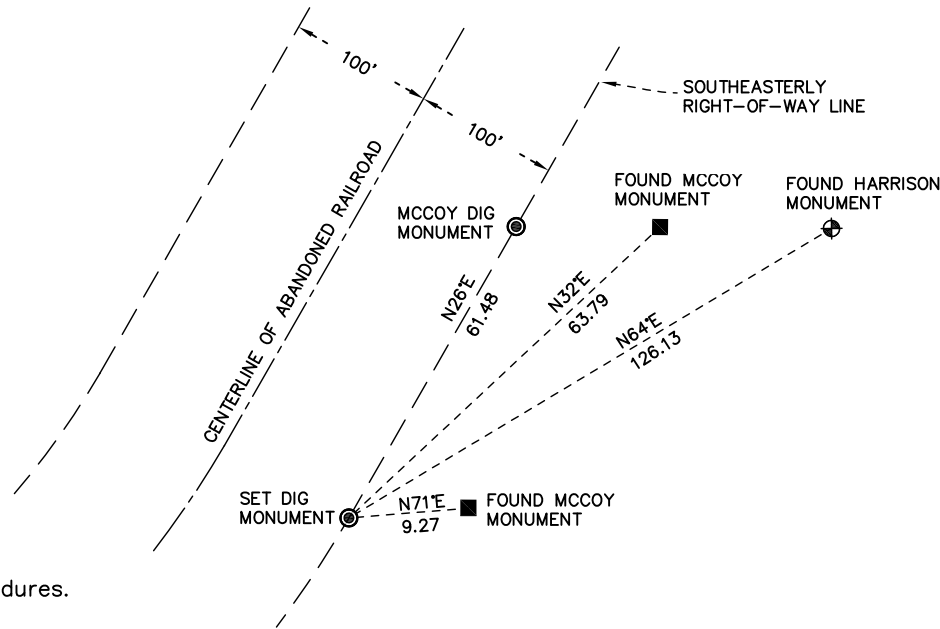 100'
100'
SOUTHEASTERLY
RIGHT-OF-WAY LINE
CENTERLINE OF ABANDONED RAILROAD
MCCOY DIG
MONUMENT
FOUND MCCOY
MONUMENT
FOUND HARRISON
MONUMENT
N26°E
61.48
N32°E
63.79
N64°E
126.13
SET DIG
MONUMENT
N71°E
9.27
FOUND MCCOY
MONUMENT
dures.